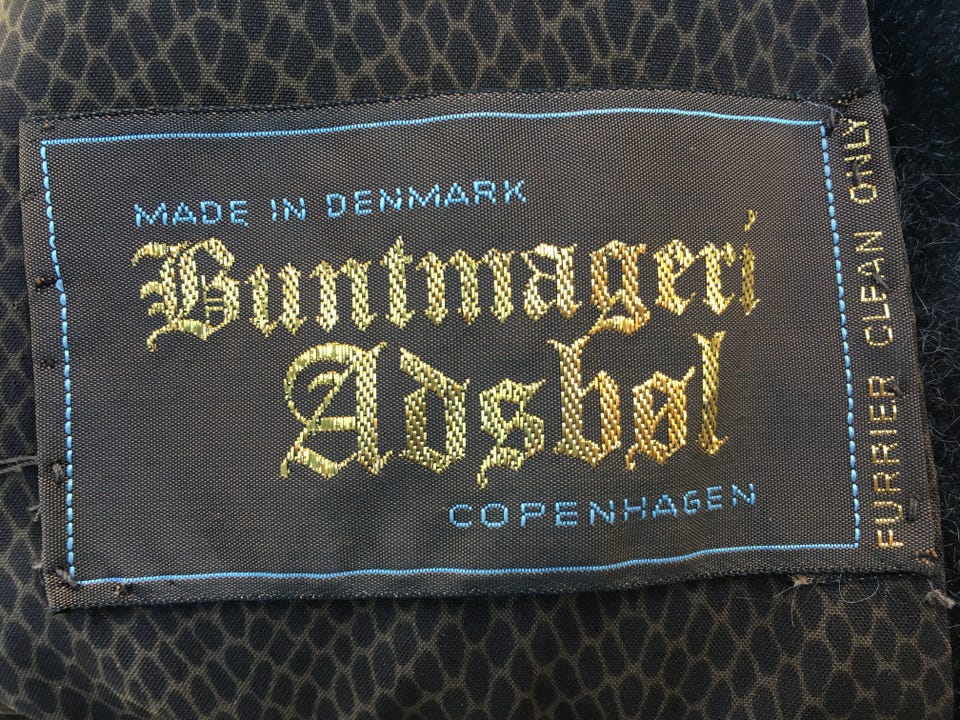 MADE IN DENMARK
Buntmageri
Adsbøl
COPENHAGEN
FURRIER CLEAN ONLY